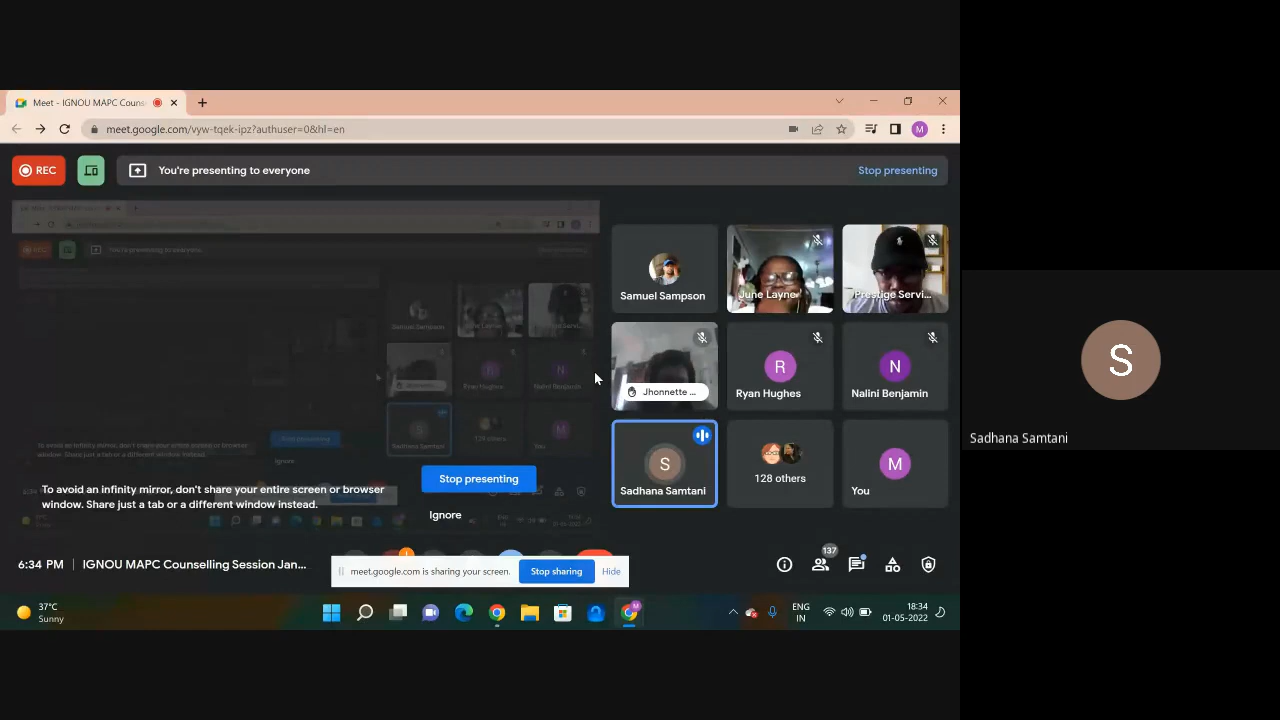 Meet - IGNOU MAPC Couns
meet.google.com/vyw-tqek-ipz?authuser=0&hl=en
M
REC
You're presenting to everyone
Stop presenting
Samuel Sampson
June Layne
Prestige Servi...
Jhonnette ...
R
Ryan Hughes
N
Nalini Benjamin
S
Sadhana Samtani
128 others
M
You
To avoid an infinity mirror, don't share your entire screen or browser
window. Share just a tab or a different window instead.
Stop presenting
Ignore
6:34 PM
IGNOU MAPC Counselling Session Jan...
meet.google.com is sharing your screen.
Stop sharing
Hide
137
37°C
Sunny
M
ENG
IN
18:34
01-05-2022
S
Sadhana Samtani